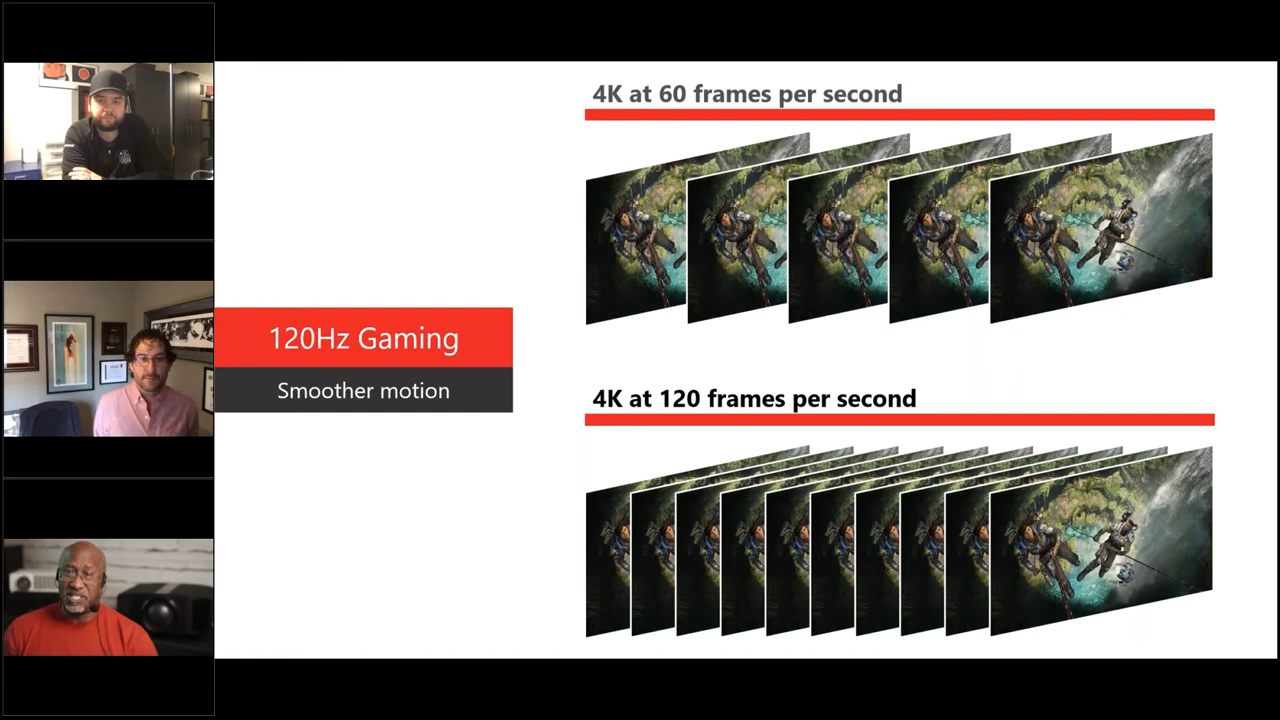 4K at 60 frames per second
120Hz Gaming
Smoother motion
4K at 120 frames per second